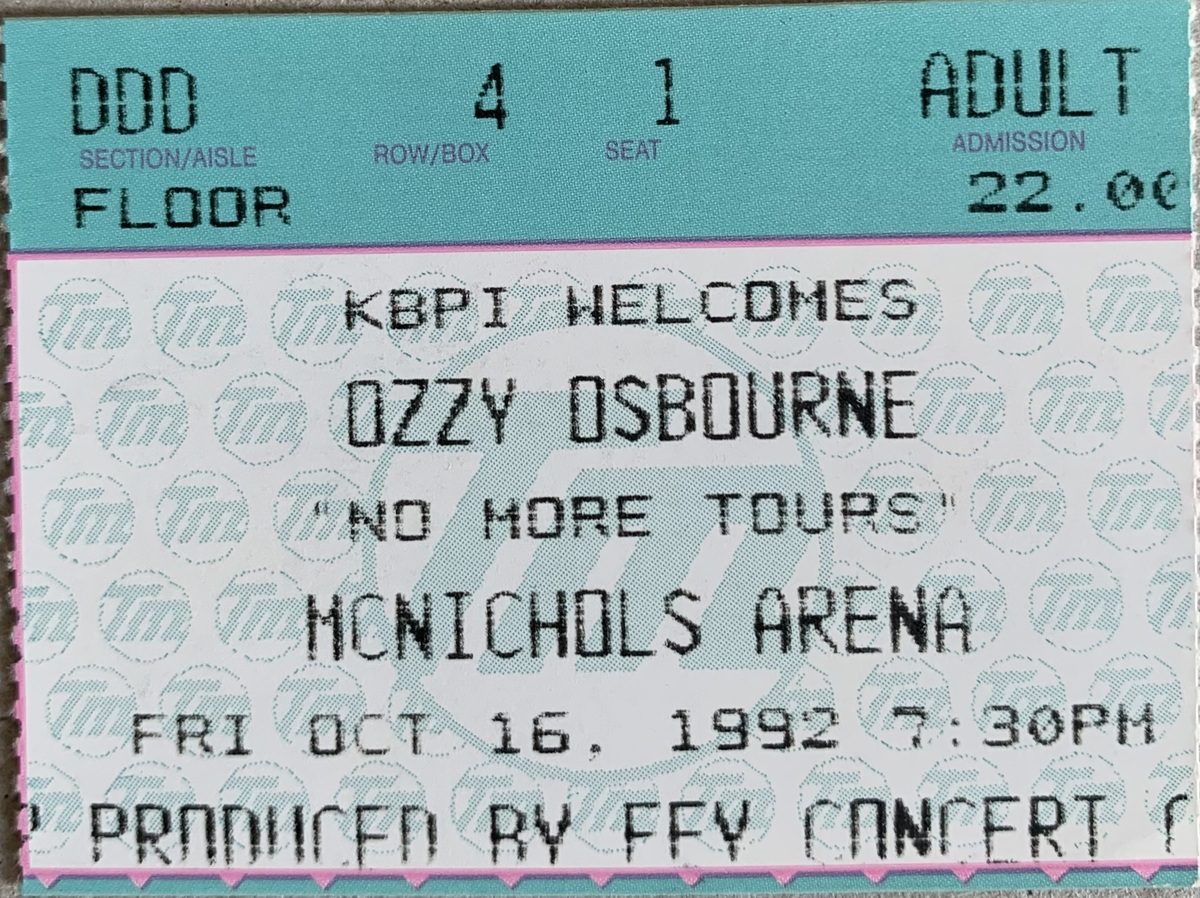 DDD 4 1 ADULT
SECTION/AISLE ROW/BOX SEAT ADMISSION
FLOOR 22.00
KBPI WELCOMES
OZZY OSBOURNE
"NO MORE TOURS"
MCNICHOLS ARENA
FRI OCT 16, 1992 7:30PM
PRODUCED BY FEY CONCERT